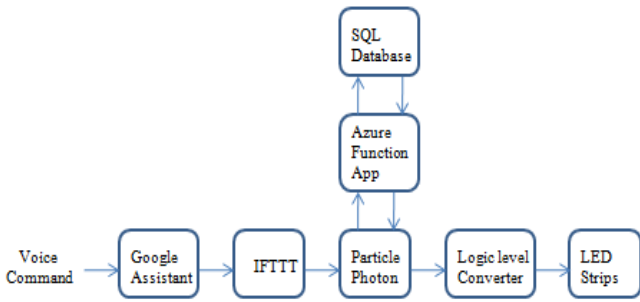 SQL
Database
Azure
Function
App
Voice
Command
Google
Assistant
IFTTT
Particle
Photon
Logic level
Converter
LED
Strips